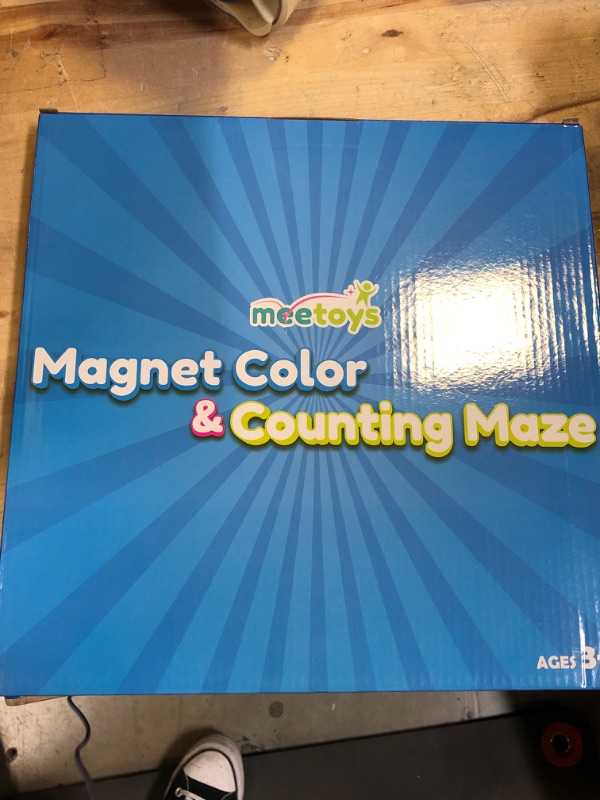 meetoys
Magnet Color
& Counting Maze
AGES 3+